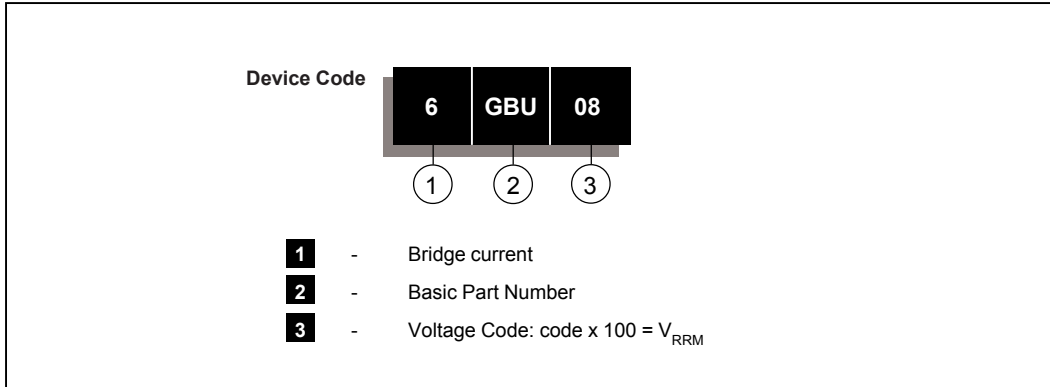 Device Code
6 GBU 08
1 2 3
1 - Bridge current
2 - Basic Part Number
3 - Voltage Code: code x 100 = VRRM